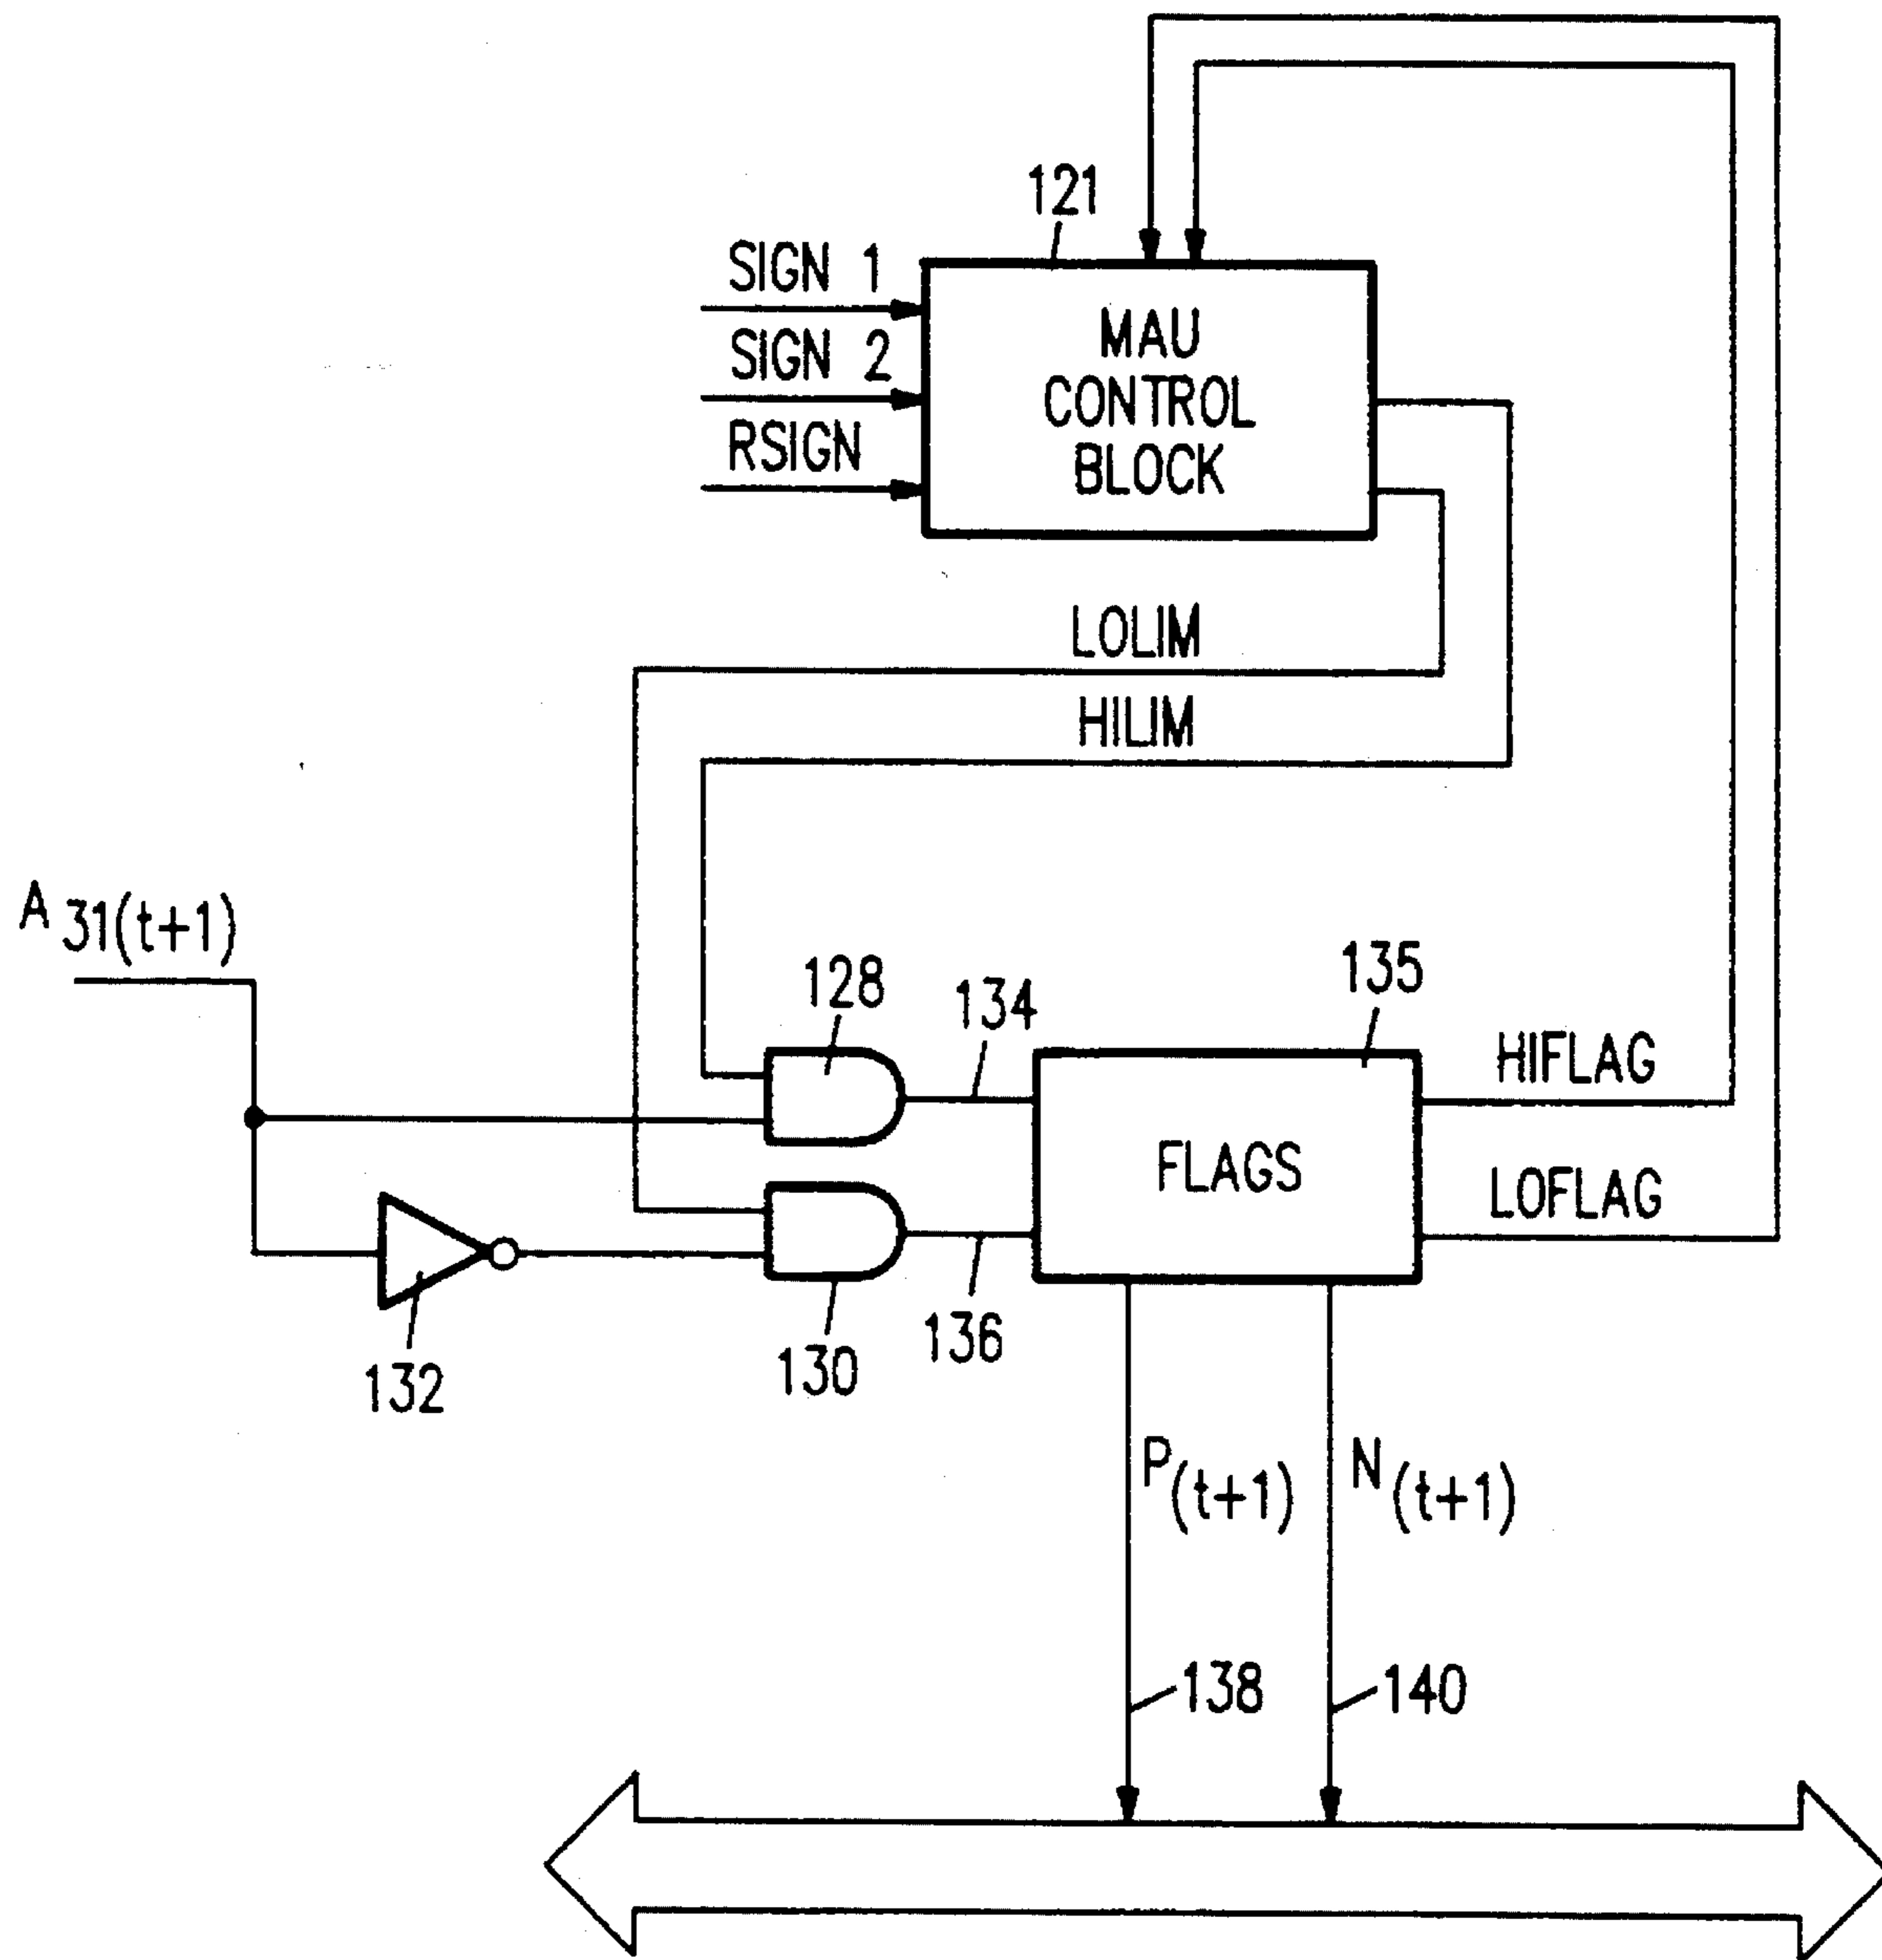 121
SIGN 1
SIGN 2
RSIGN
MAU
CONTROL
BLOCK
LOLIM
HILIM
A 31(t+1)
128
134
135
HIFLAG
FLAGS
LOFLAG
132
130
136
P(t+1)
N(t+1)
138
140